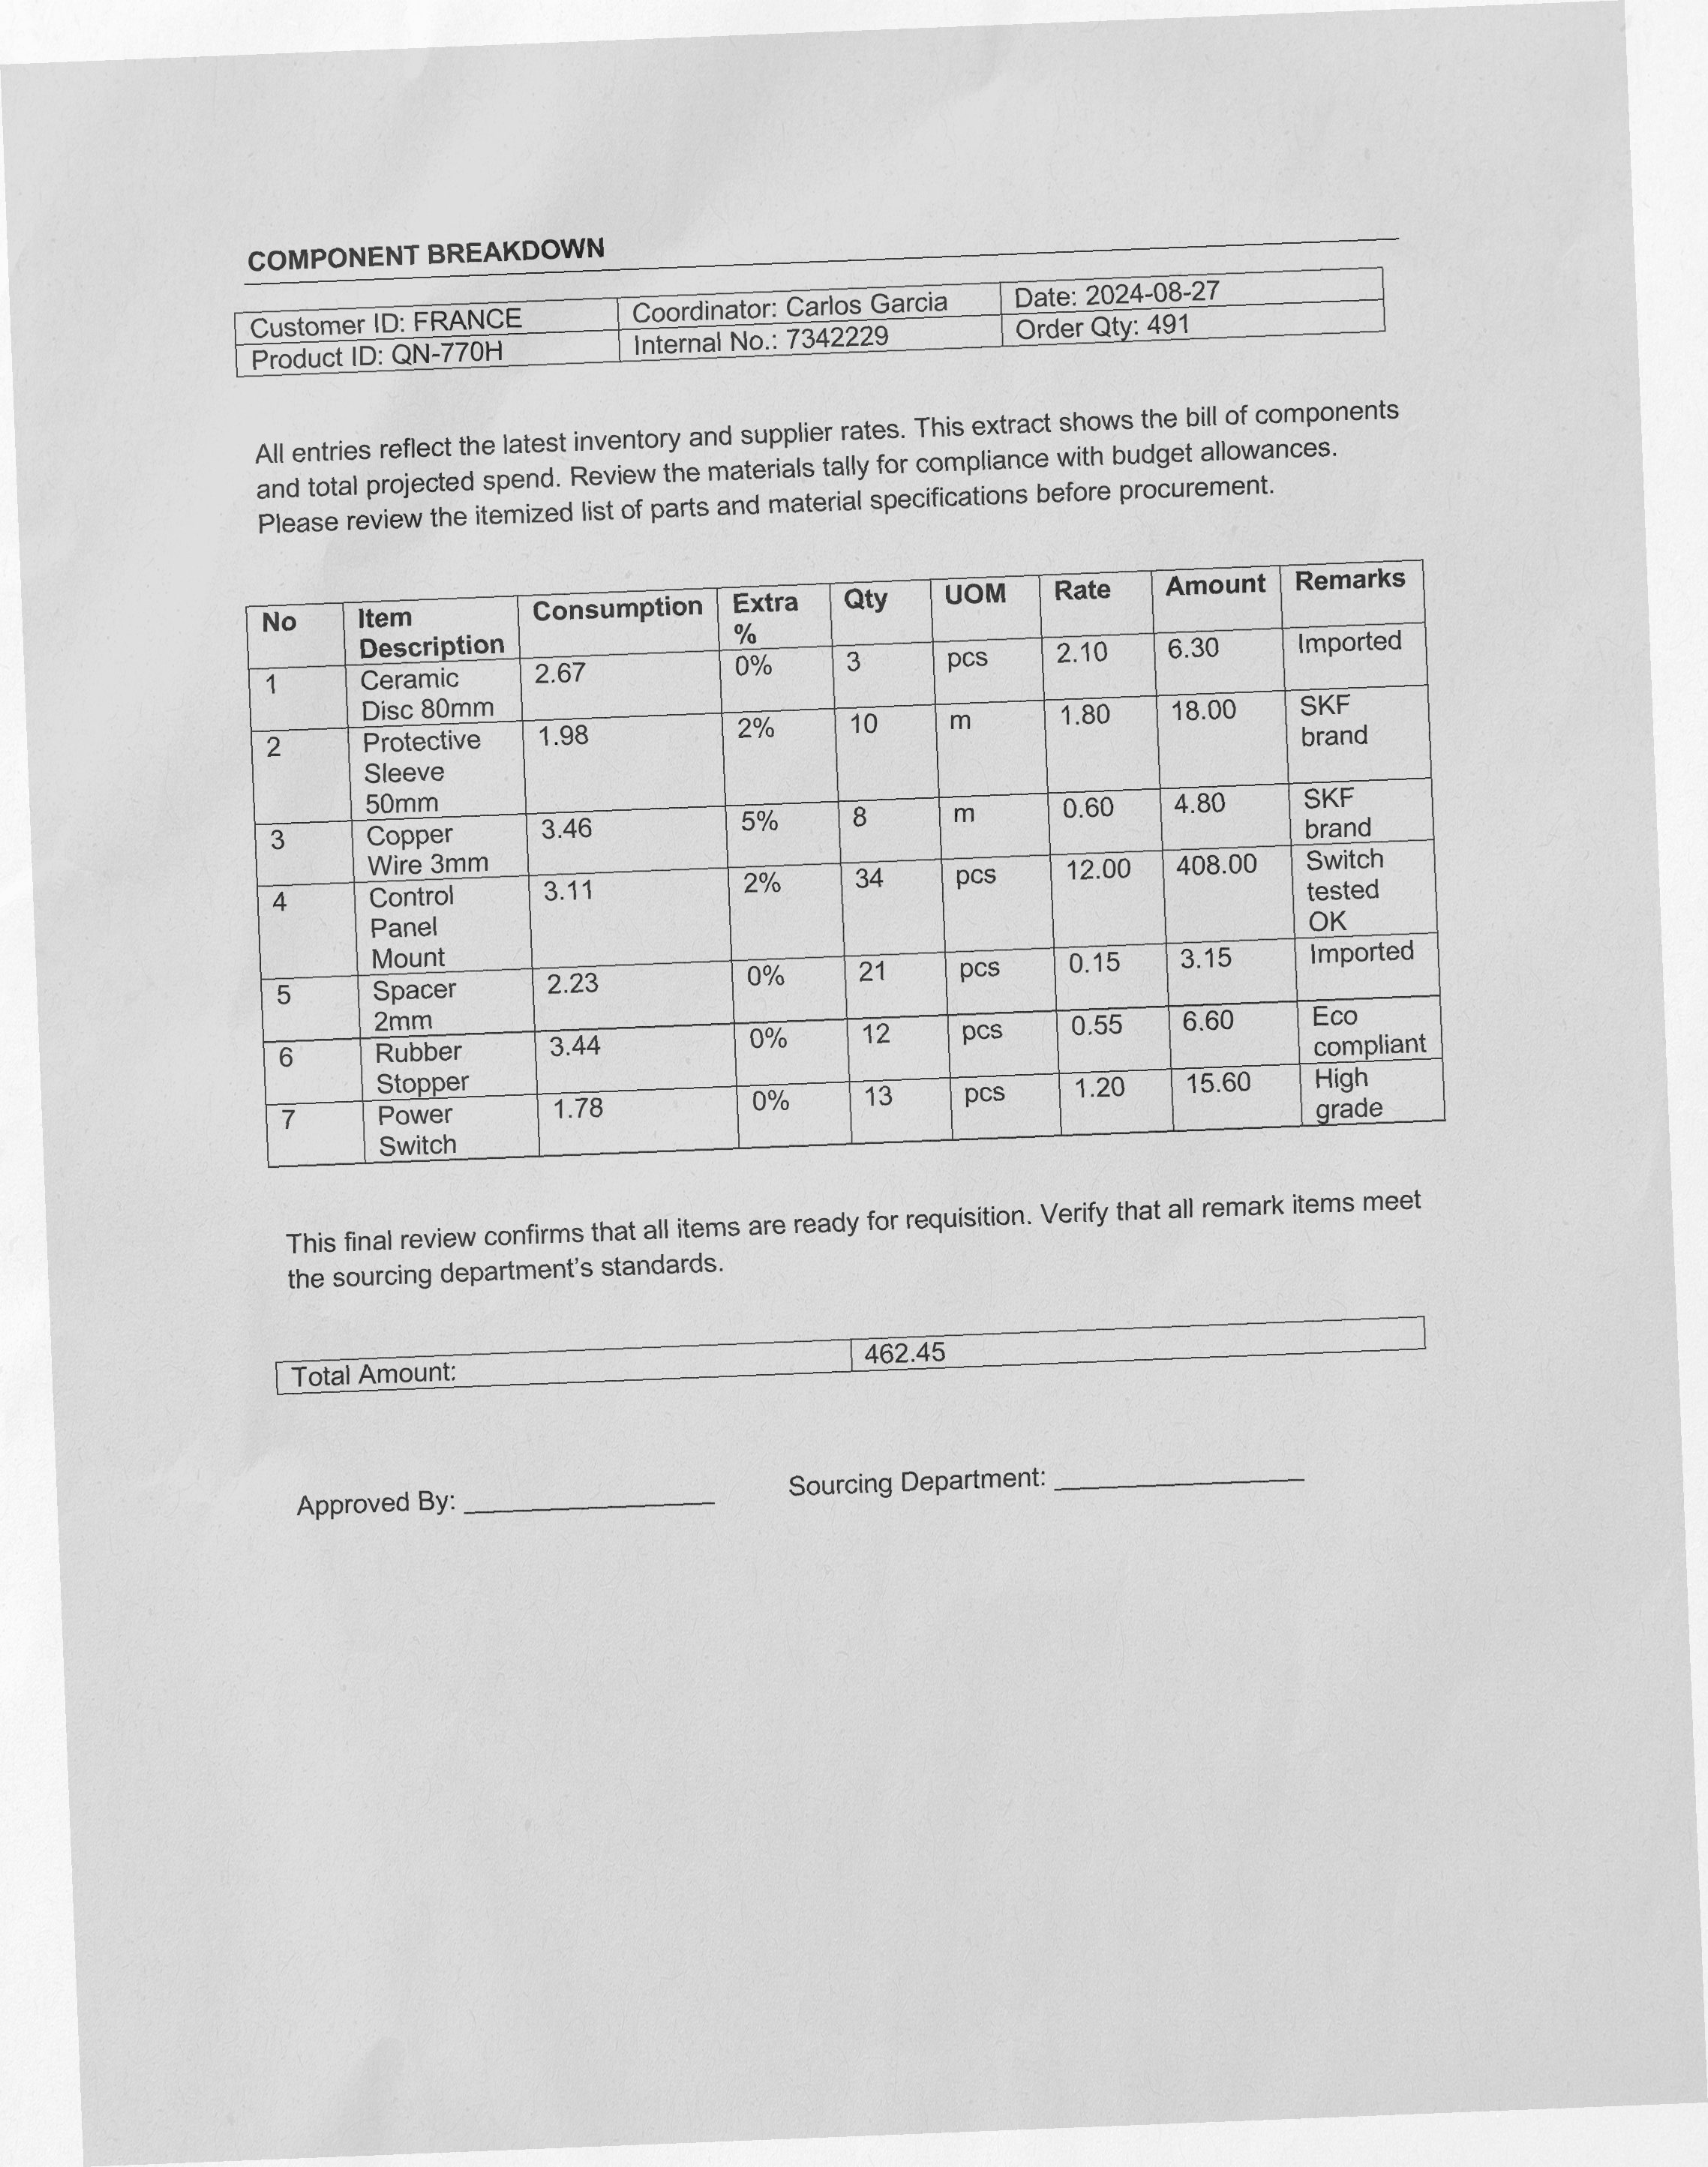 COMPONENT BREAKDOWN
Customer ID: FRANCE Coordinator: Carlos Garcia Date: 2024-08-27
Product ID: QN-770H Internal No.: 7342229 Order Qty: 491
All entries reflect the latest inventory and supplier rates. This extract shows the bill of components
and total projected spend. Review the materials tally for compliance with budget allowances.
Please review the itemized list of parts and material specifications before procurement.
No Item Consumption Extra Qty UOM Rate Amount Remarks
Description %
1 Ceramic 2.67 0% 3 pcs 2.10 6.30 Imported
Disc 80mm
2 Protective 1.98 2% 10 m 1.80 18.00 SKF
Sleeve brand
50mm
3 Copper 3.46 5% 8 m 0.60 4.80 SKF
Wire 3mm brand
4 Control 3.11 2% 34 pcs 12.00 408.00 Switch
Panel tested
Mount OK
5 Spacer 2.23 0% 21 pcs 0.15 3.15 Imported
2mm
6 Rubber 3.44 0% 12 pcs 0.55 6.60 Eco
Stopper compliant
7 Power 1.78 0% 13 pcs 1.20 15.60 High
Switch grade
This final review confirms that all items are ready for requisition. Verify that all remark items meet
the sourcing department’s standards.
Total Amount: 462.45
Approved By: Sourcing Department: